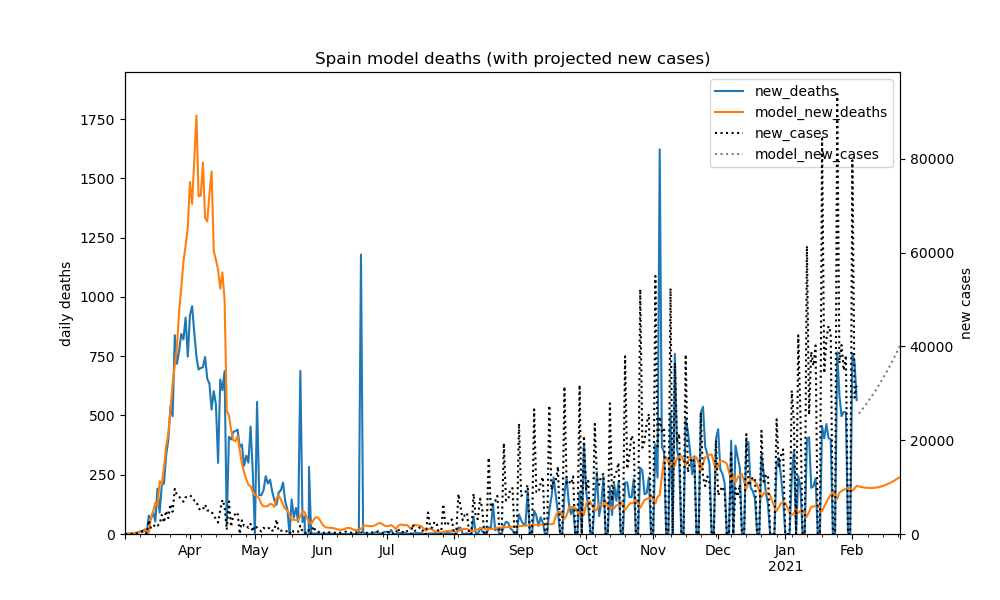 Spain model deaths (with projected new cases)
new_deaths
model_new_deaths
new_cases
model_new_cases
daily deaths
new cases
1750
1500
1250
1000
750
500
250
0
80000
60000
40000
20000
0
Apr May Jun Jul Aug Sep Oct Nov Dec Jan Feb
2021